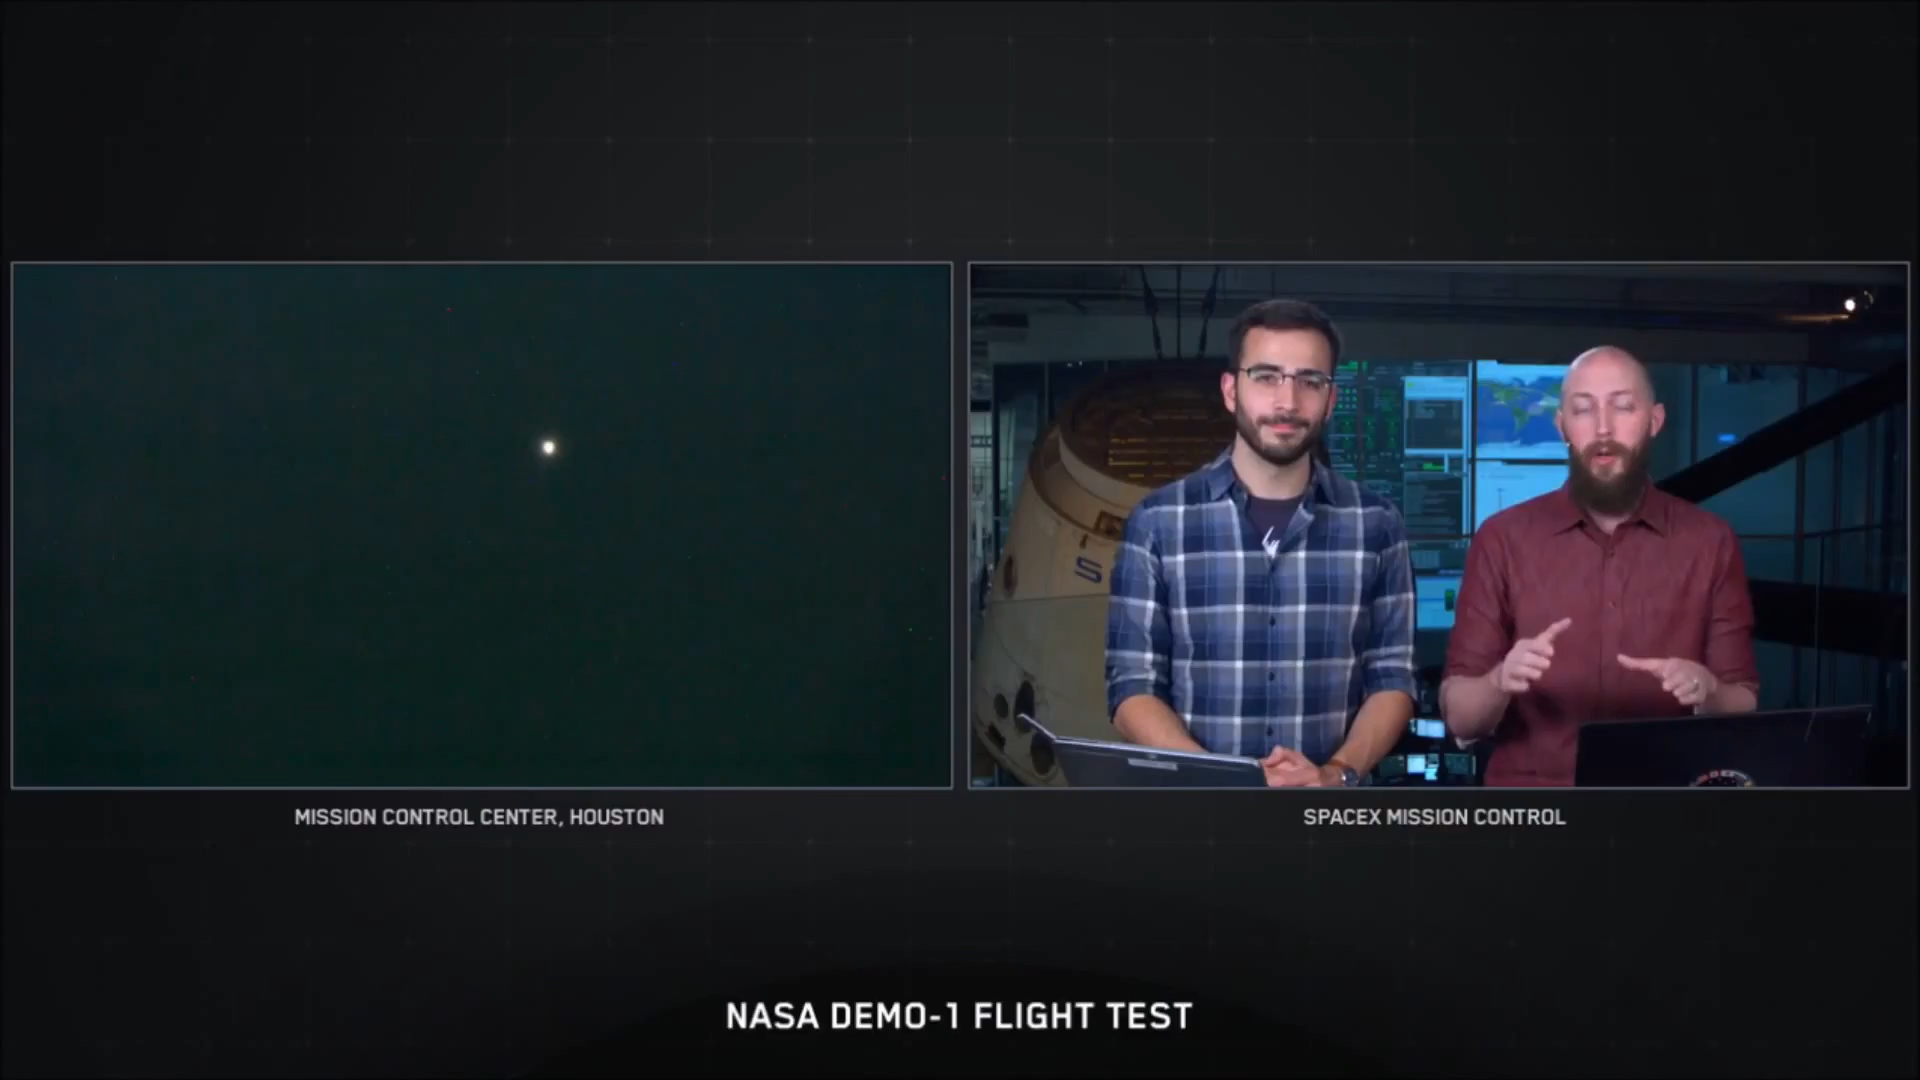 S
MISSION CONTROL CENTER, HOUSTON
SPACEX MISSION CONTROL
NASA DEMO-1 FLIGHT TEST